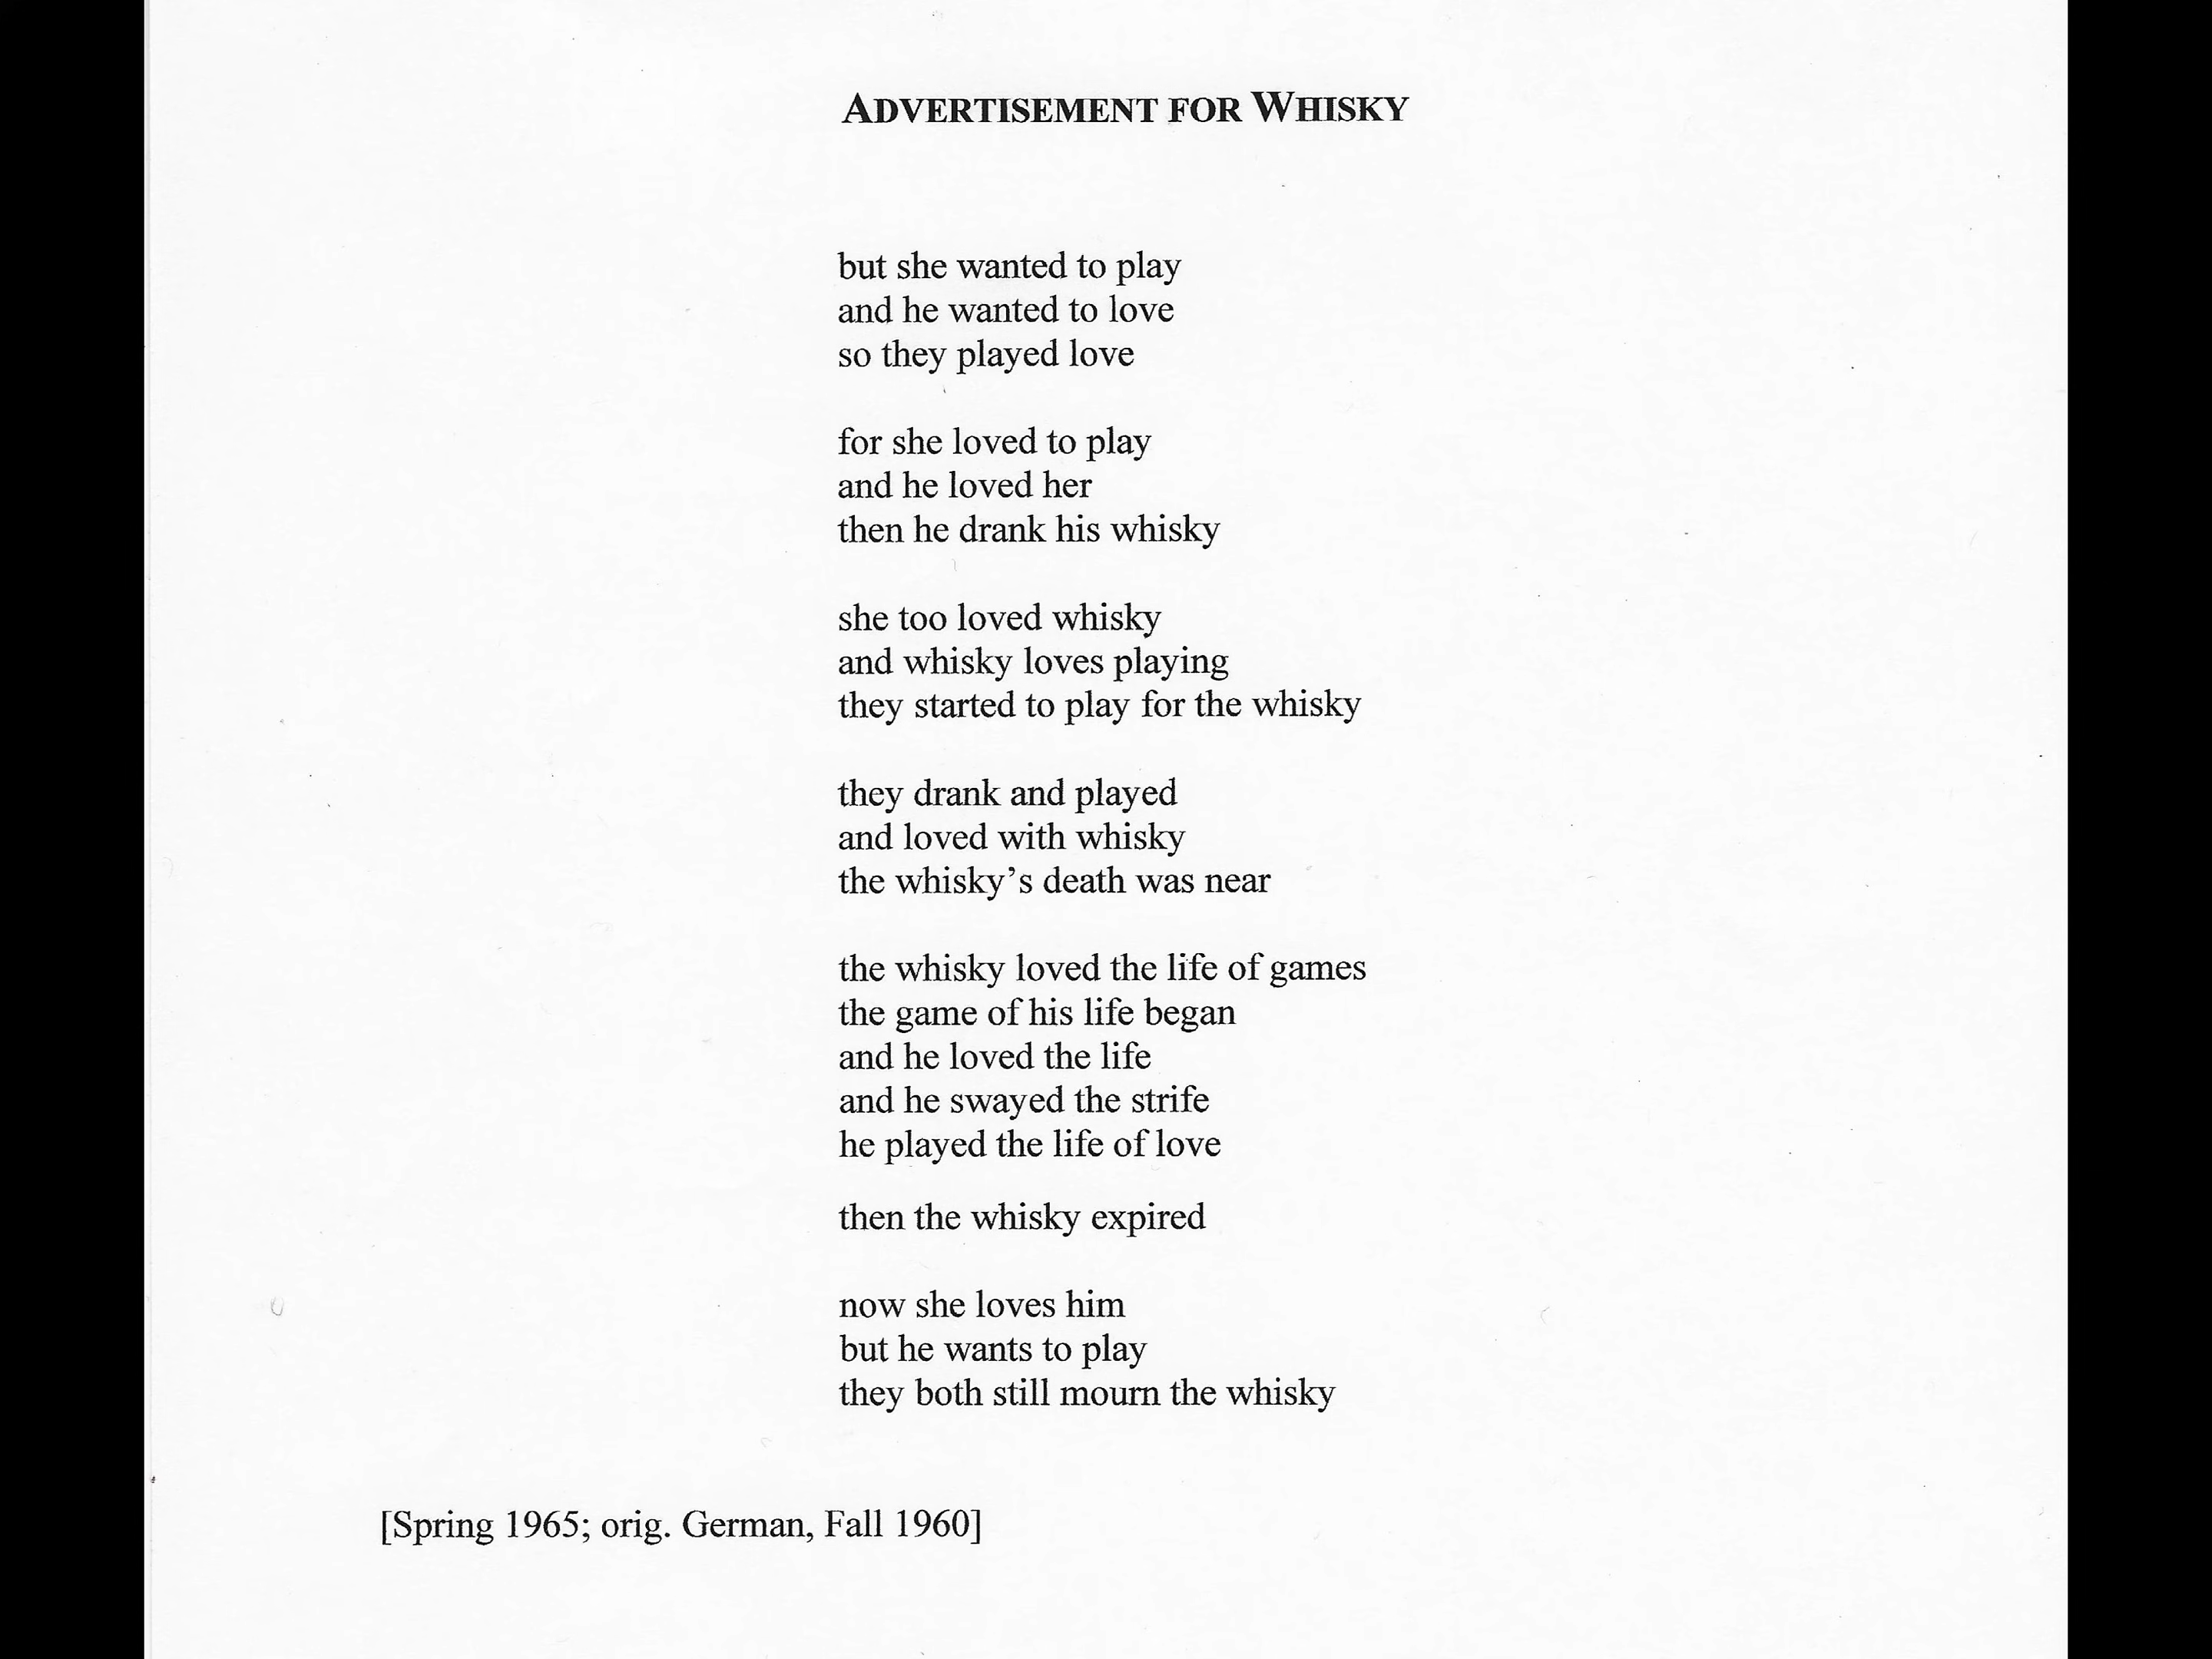 ADVERTISEMENT FOR WHISKY
but she wanted to play
and he wanted to love
so they played love
for she loved to play
and he loved her
then he drank his whisky
she too loved whisky
and whisky loves playing
they started to play for the whisky
they drank and played
and loved with whisky
the whisky’s death was near
the whisky loved the life of games
the game of his life began
and he loved the life
and he swayed the strife
he played the life of love
then the whisky expired
now she loves him
but he wants to play
they both still mourn the whisky
[Spring 1965; orig. German, Fall 1960]